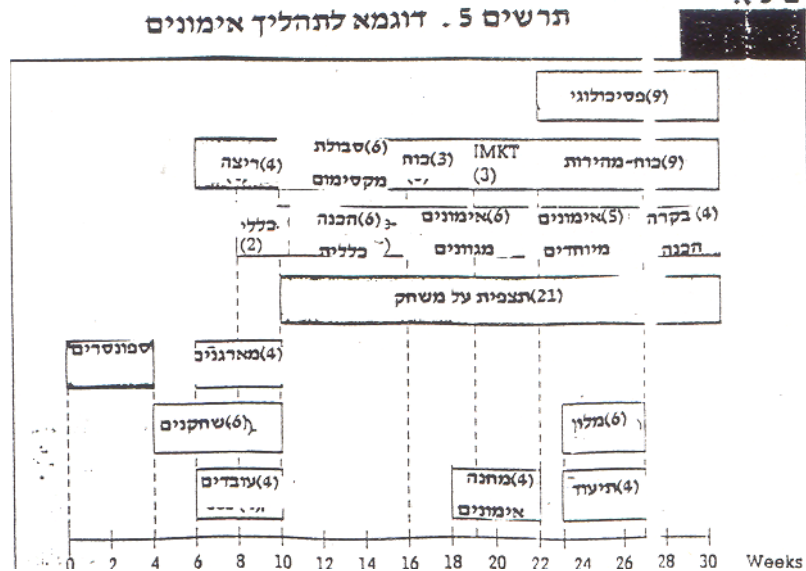 תרשים 5. דוגמא לתהליך אימונים
פסיכולוגי(9)
ריצה(4)
סבולת(6)
מקסימום
כוח(3)
IMKT
(3)
כוח-מהירות(9)
כללי
(2)
הכנה(6)
כללית
אימונים(6)
מגוונים
אימונים(5)
מיוחדים
בקרה(4)
הכנה
תצפית על משחק(21)
ספונסרים
מארגנים(4)
שחקנים(6)
מלון(6)
עובדים(4)
מחנה(4)
אימונים
תיעוד(4)
0 2 4 6 8 10 12 14 16 18 19 20 22 24 26 28 30 Weeks